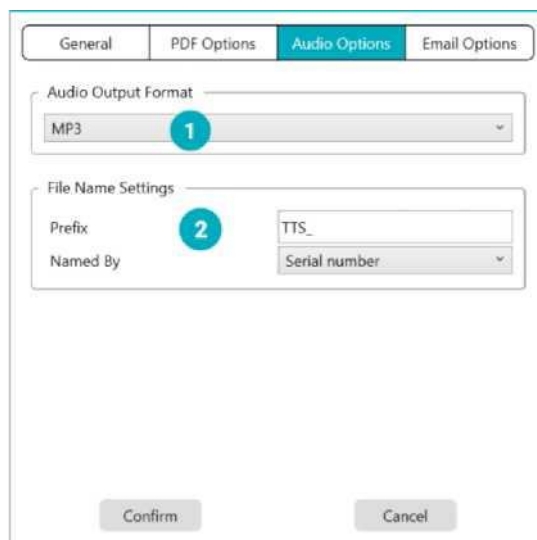 General PDF Options Audio Options Email Options
Audio Output Format
MP3 1
File Name Settings
Prefix 2 TTS_
Named By Serial number
Confirm Cancel